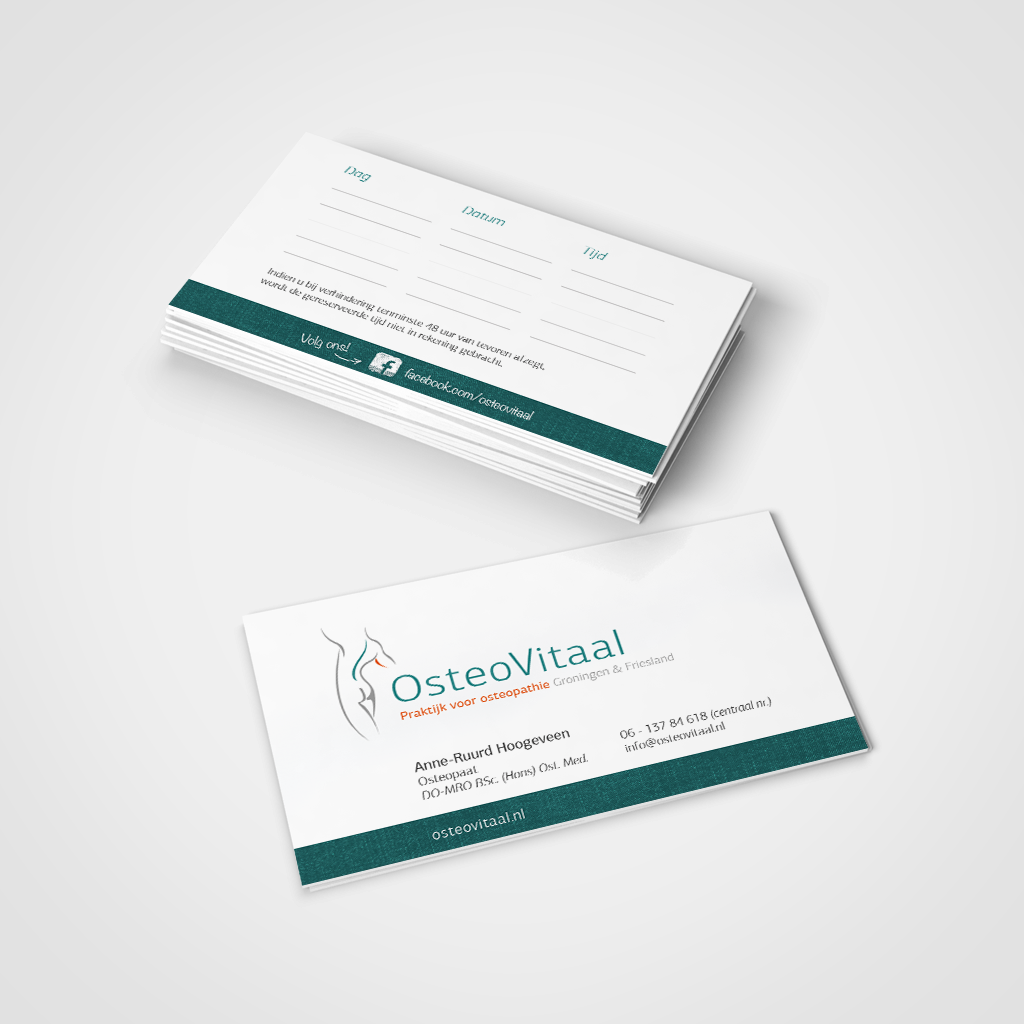 Dag Datum Tijd
Indien u bij verhindering tenminste 48 uur van tevoren afzegt,
wordt de gereserveerde tijd niet in rekening gebracht.
Volg ons! facebook.com/osteovitaal
OsteoVitaal
Praktijk voor osteopathie Groningen & Friesland
Anne-Ruurd Hoogeveen
Osteopaat
DO-MRO BSc. (Hons) Ost. Med.
06 - 137 84 618 (centraal nr.)
info@osteovitaal.nl
osteovitaal.nl